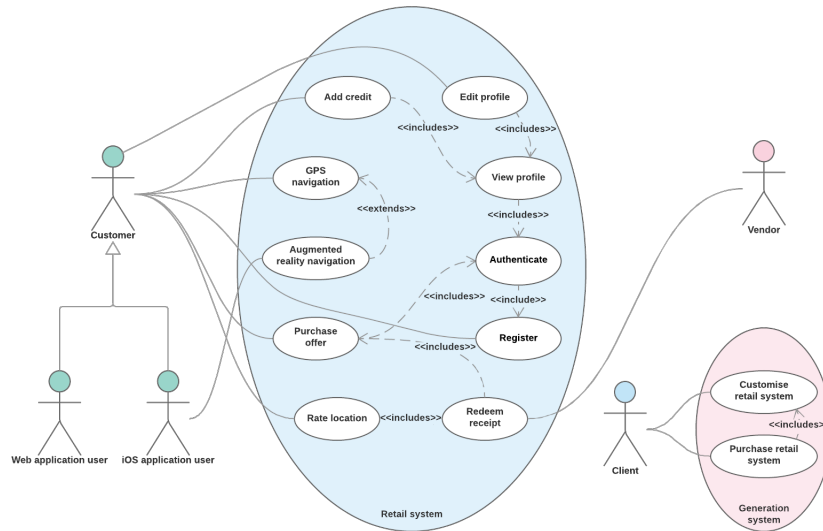 Add credit
Edit profile
<<includes>>
<<includes>>
GPS
navigation
View profile
<<extends>>
<<includes>>
Customer
Vendor
Augmented
reality navigation
Authenticate
<<includes>>
<<include>>
Purchase
offer
Register
<<includes>>
Customise
retail system
Rate location
<<includes>>
Redeem
receipt
<<includes>>
Purchase retail
system
Web application user
iOS application user
Client
Retail system
Generation
system